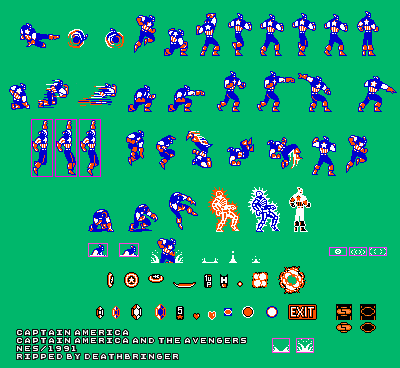 EXIT
CAPTAIN AMERICA
CAPTAIN AMERICA AND THE AVENGERS
NES/1991
RIPPED BY DEATHBRINGER